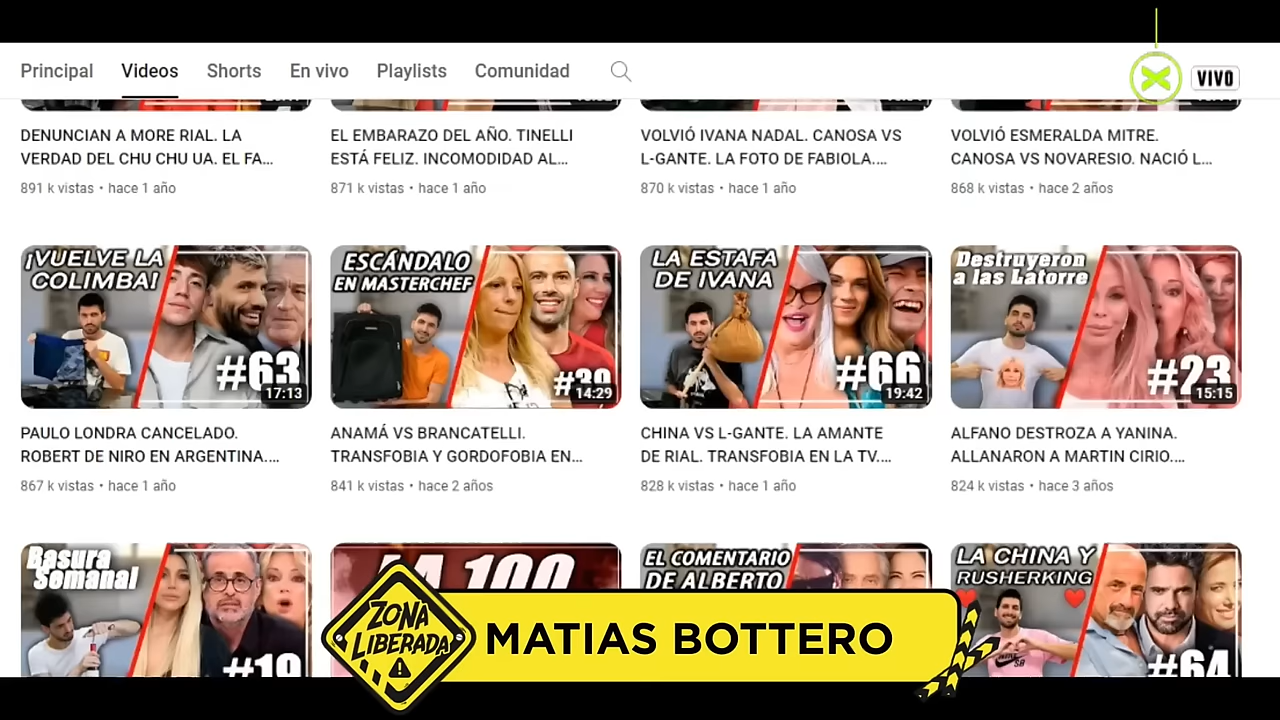 Principal Videos Shorts En vivo Playlists Comunidad
VIVO
DENUNCIAN A MORE RIAL. LA
VERDAD DEL CHU CHU UA. EL FA...
891 k vistas • hace 1 año
EL EMBARAZO DEL AÑO. TINELLI
ESTÁ FELIZ. INCOMODIDAD AL...
871 k vistas • hace 1 año
VOLVIÓ IVANA NADAL. CANOSA VS
L-GANTE. LA FOTO DE FABIOLA....
870 k vistas • hace 1 año
VOLVIÓ ESMERALDA MITRE.
CANOSA VS NOVARESIO. NACIÓ L...
868 k vistas • hace 2 años
¡VUELVE LA
COLIMBA!
#63
17:13
PAULO LONDRA CANCELADO.
ROBERT DE NIRO EN ARGENTINA....
867 k vistas • hace 1 año
ESCÁNDALO
EN MASTERCHEF
#39
14:29
ANAMÁ VS BRANCATELLI.
TRANSFOBIA Y GORDOFOBIA EN...
841 k vistas • hace 2 años
LA ESTAFA
DE IVANA
#66
19:42
CHINA VS L-GANTE. LA AMANTE
DE RIAL. TRANSFOBIA EN LA TV....
828 k vistas • hace 1 año
Destruyeron
a las Latorre
#23
15:15
ALFANO DESTROZA A YANINA.
ALLANARON A MARTIN CIRIO....
824 k vistas • hace 3 años
Basura
Semanal
#19
LA 100
EL COMENTARIO
DE ALBERTO
LA CHINA Y
RUSHERKING
SB
#64
ZONA
LIBERADA
MATIAS BOTTERO